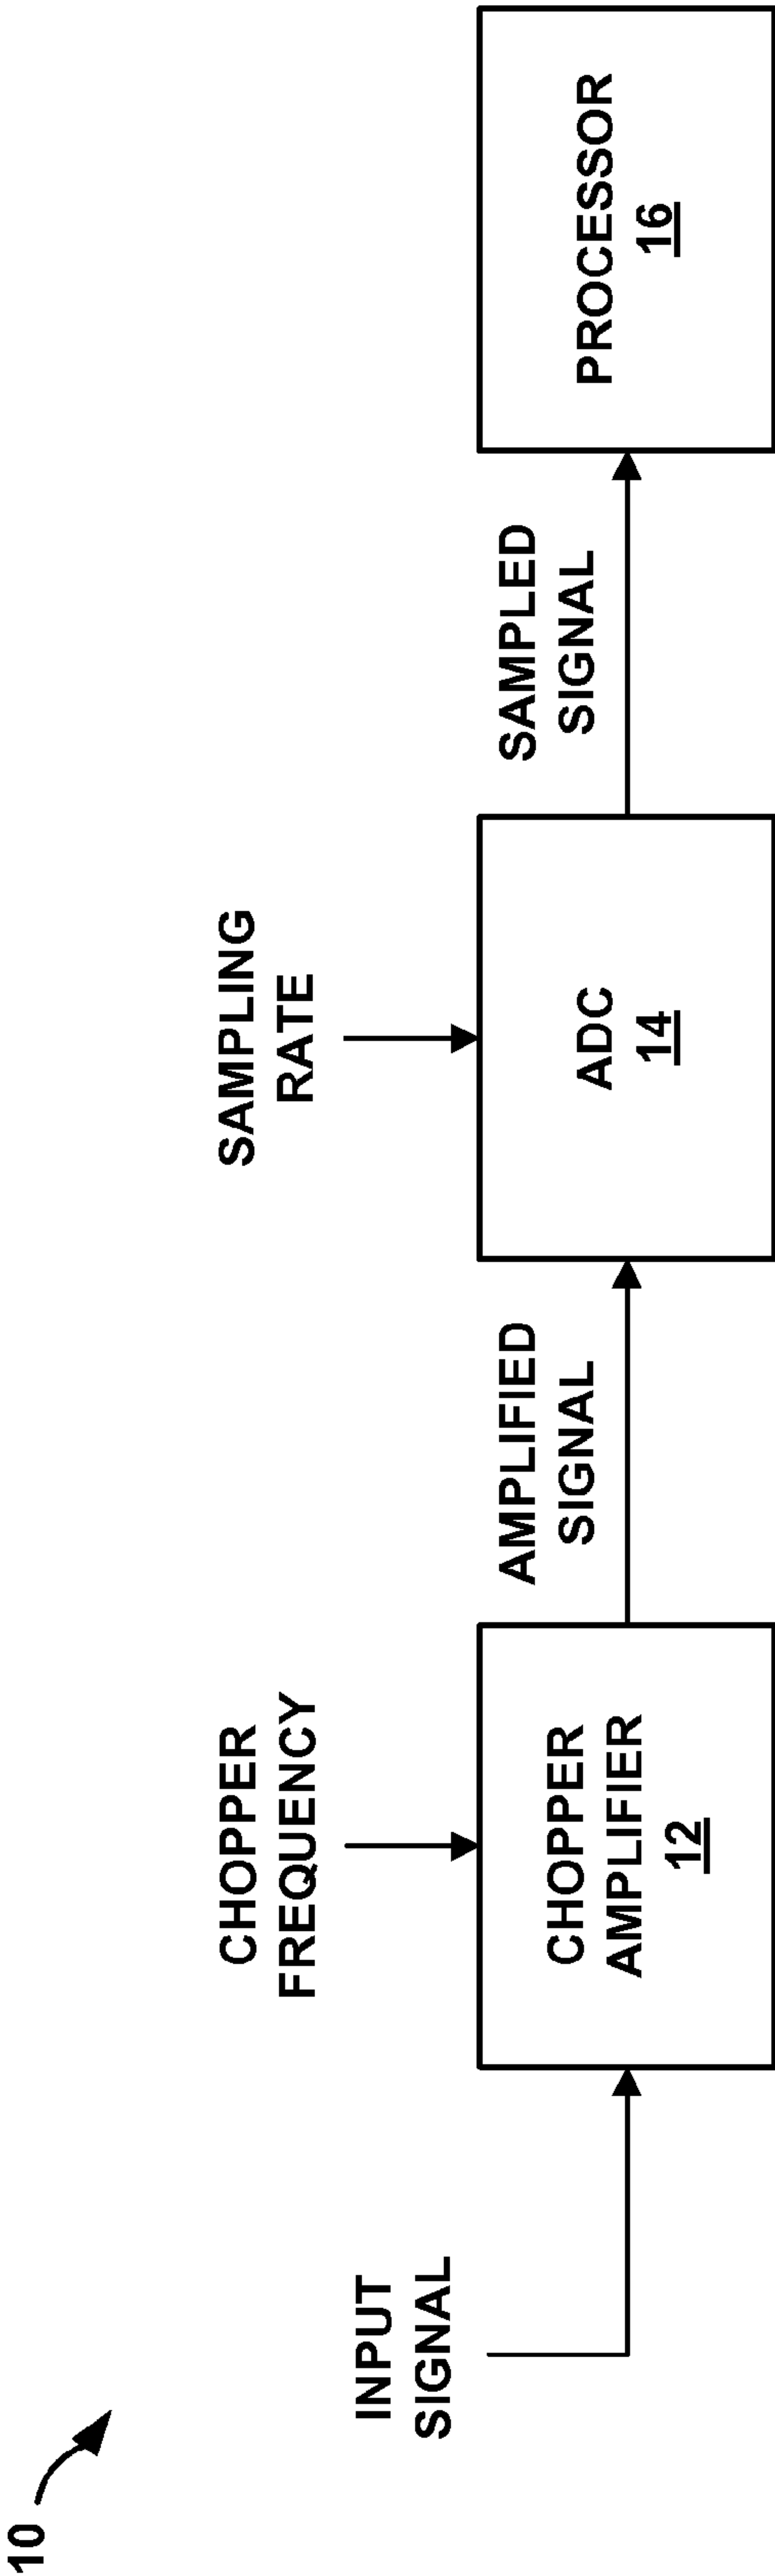 10
INPUT
SIGNAL
CHOPPER
FREQUENCY
CHOPPER
AMPLIFIER
12
AMPLIFIED
SIGNAL
SAMPLING
RATE
ADC
14
SAMPLED
SIGNAL
PROCESSOR
16